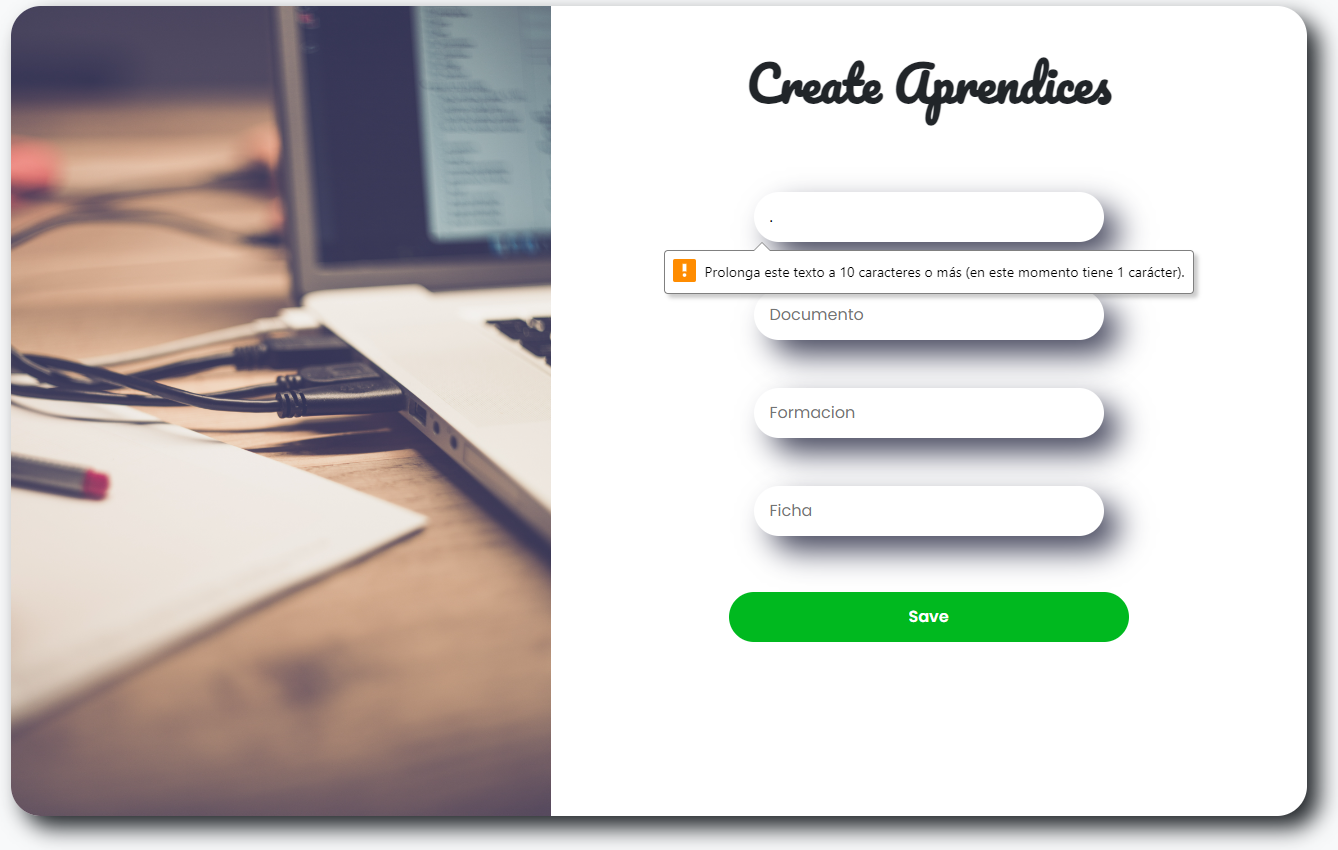 Create Aprendices
.
Prolonga este texto a 10 caracteres o más (en este momento tiene 1 carácter).
Documento
Formacion
Ficha
Save